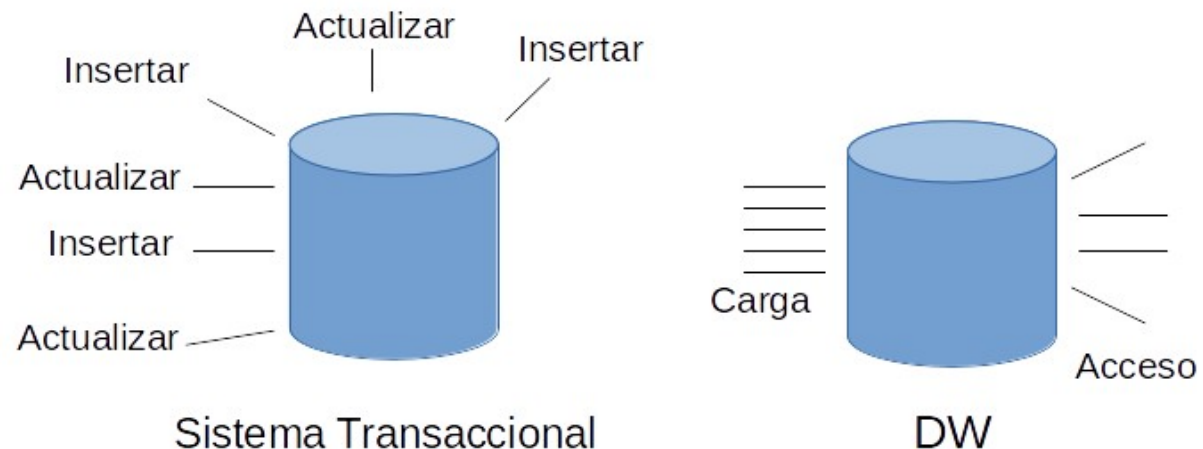 Actualizar
Insertar
Insertar
Actualizar
Insertar
Actualizar
Sistema Transaccional
Carga
Acceso
DW